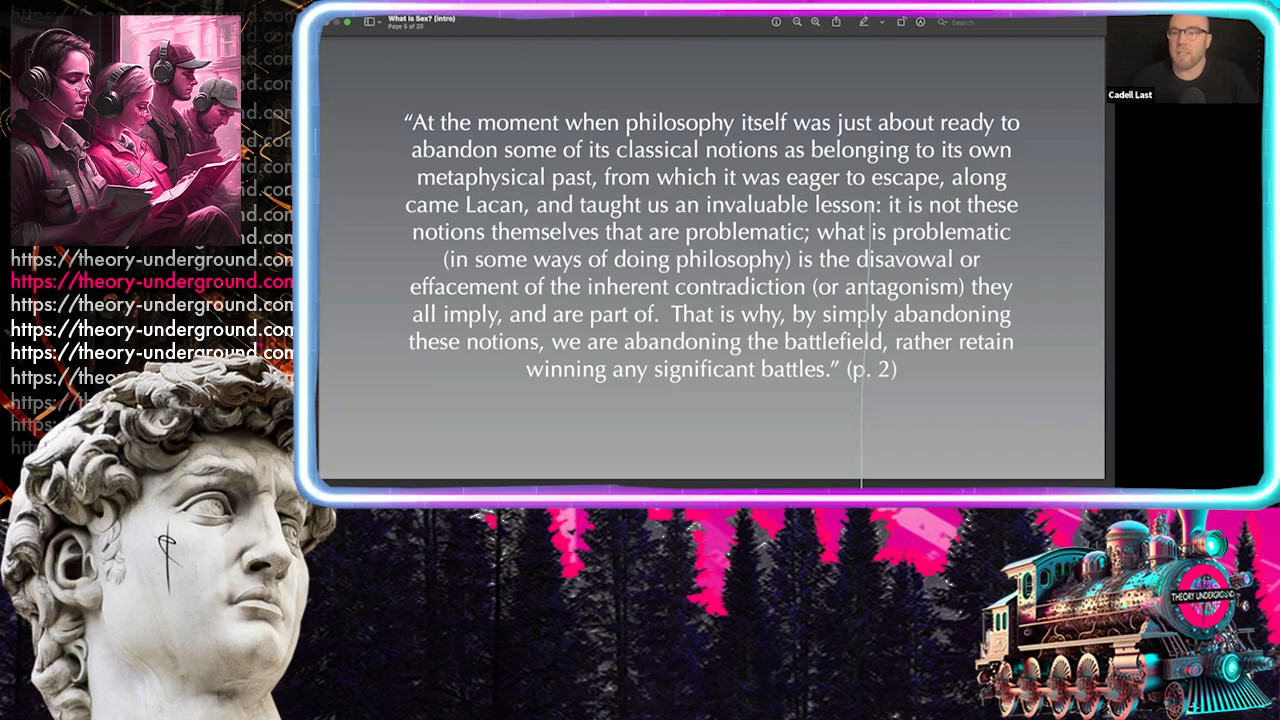 https://theory-underground.com
https://theory-underground.com
https://theory-underground.com
https://theory-underground.com
https://theory-underground.com
https://theo
https:
https:
https:
What is Sex? (intro)
Page 6 of 20
Search
“At the moment when philosophy itself was just about ready to
abandon some of its classical notions as belonging to its own
metaphysical past, from which it was eager to escape, along
came Lacan, and taught us an invaluable lesson: it is not these
notions themselves that are problematic; what is problematic
(in some ways of doing philosophy) is the disavowal or
effacement of the inherent contradiction (or antagonism) they
all imply, and are part of. That is why, by simply abandoning
these notions, we are abandoning the battlefield, rather retain
winning any significant battles.” (p. 2)
Cadell Last
THEORY UNDERGROUND